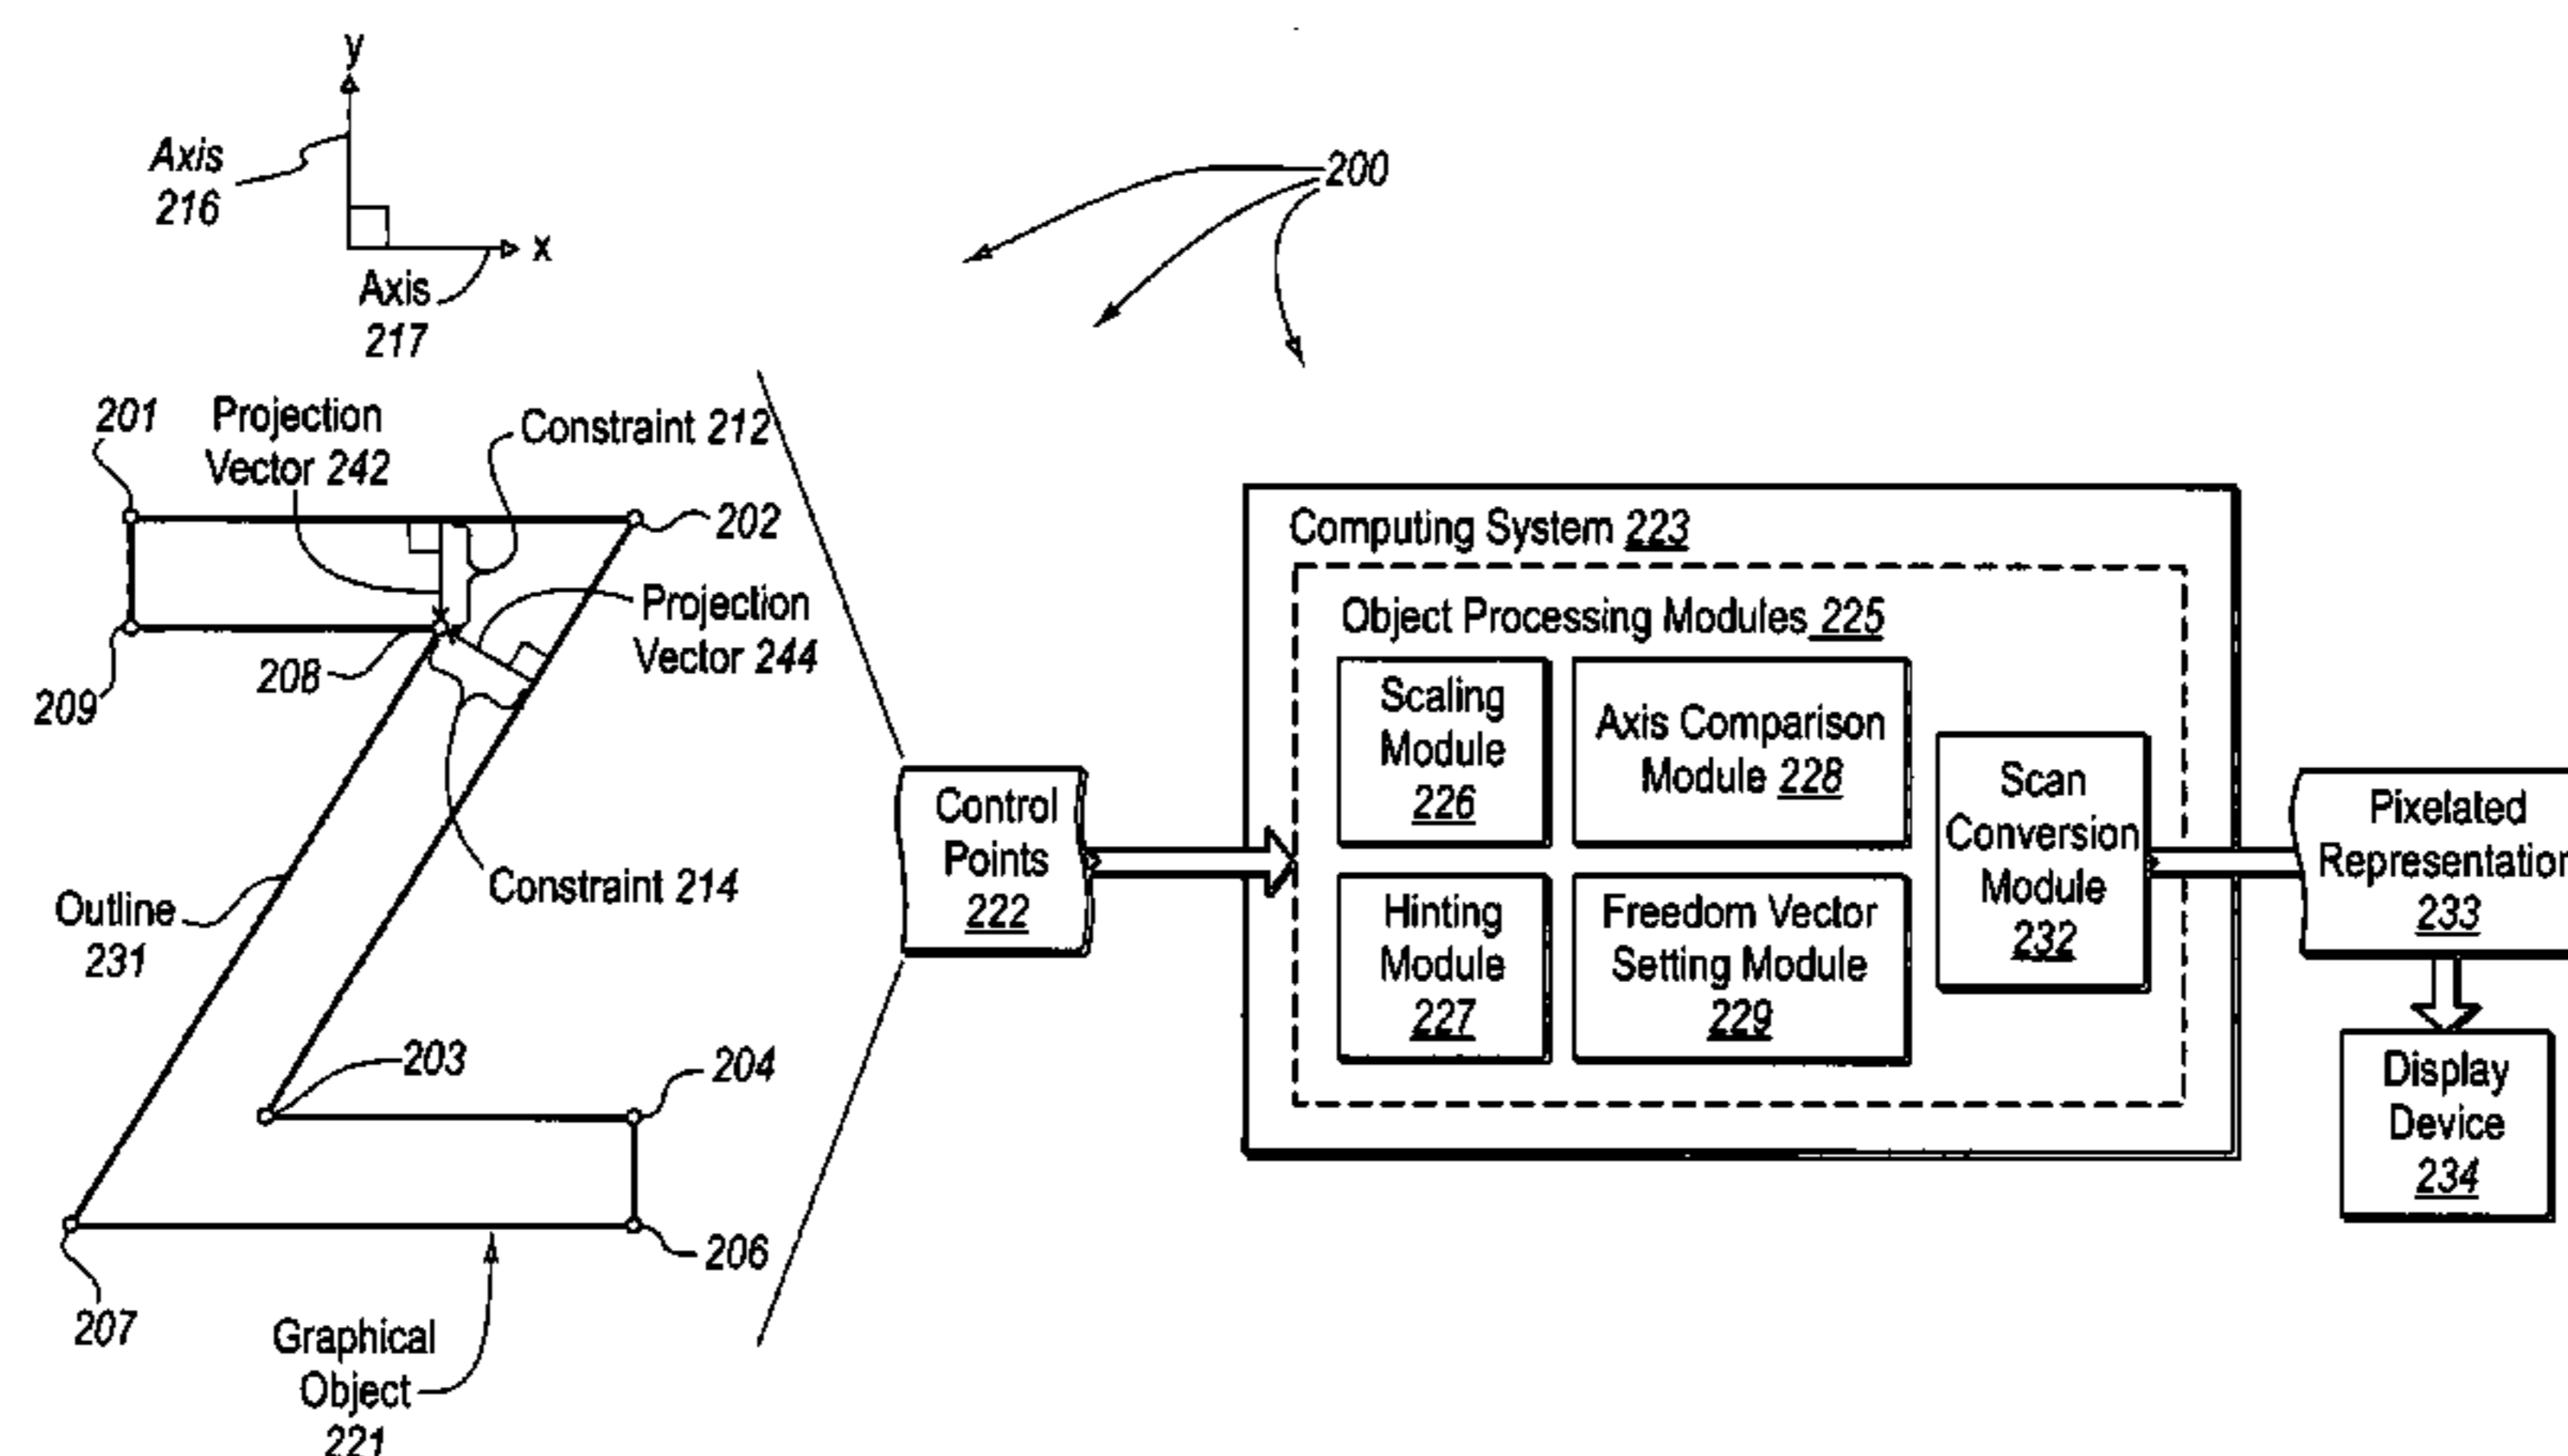 y
Axis
216
x
Axis
217
200
201
Projection
Vector 242
Constraint 212
202
Projection
Vector 244
208
209
Constraint 214
Outline
231
203
204
206
207
Graphical
Object
221
Control
Points
222
Computing System 223
Object Processing Modules 225
Scaling
Module
226
Axis Comparison
Module 228
Hinting
Module
227
Freedom Vector
Setting Module
229
Scan
Conversion
Module
232
Pixelated
Representation
233
Display
Device
234